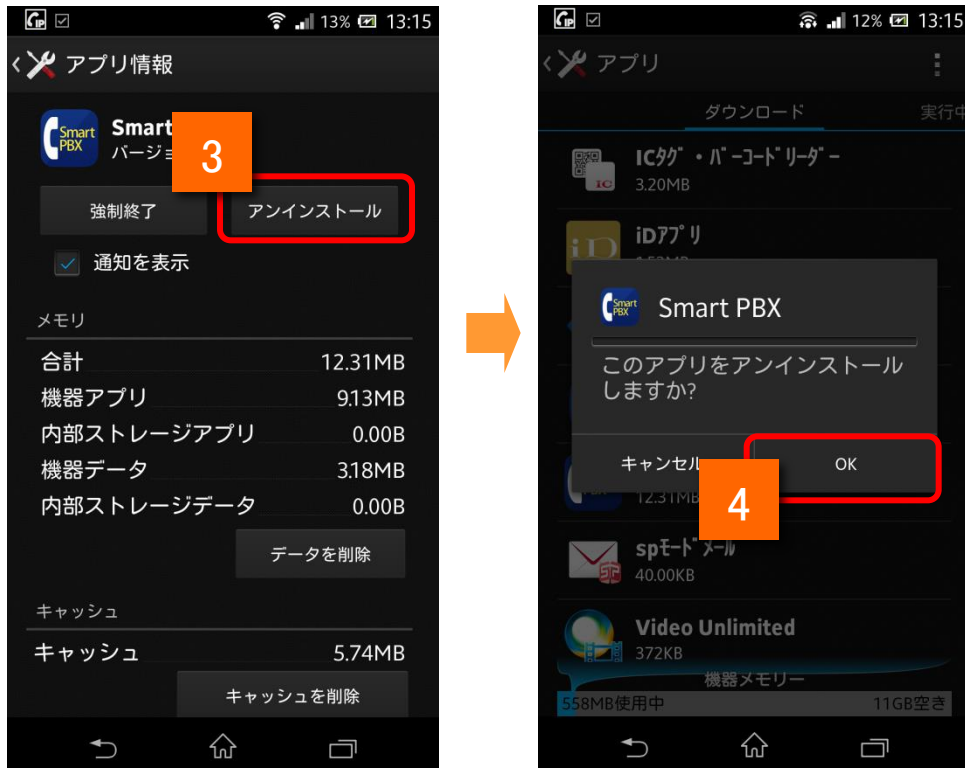 13% 13:15
アプリ情報
Smart PBX
Smart
バージョ
3
強制終了
アンインストール
通知を表示
メモリ
合計 12.31MB
機器アプリ 9.13MB
内部ストレージアプリ 0.00B
機器データ 3.18MB
内部ストレージデータ 0.00B
データを削除
キャッシュ
キャッシュ 5.74MB
キャッシュを削除
12% 13:15
アプリ
ダウンロード 実行中
ICタグ・バーコードリーダー
3.20MB
iDアプリ
Smart PBX
このアプリをアンインストール
しますか?
キャンセル
OK
4
12.31MB
spモードメール
40.00KB
Video Unlimited
372KB
機器メモリー
558MB使用中 11GB空き